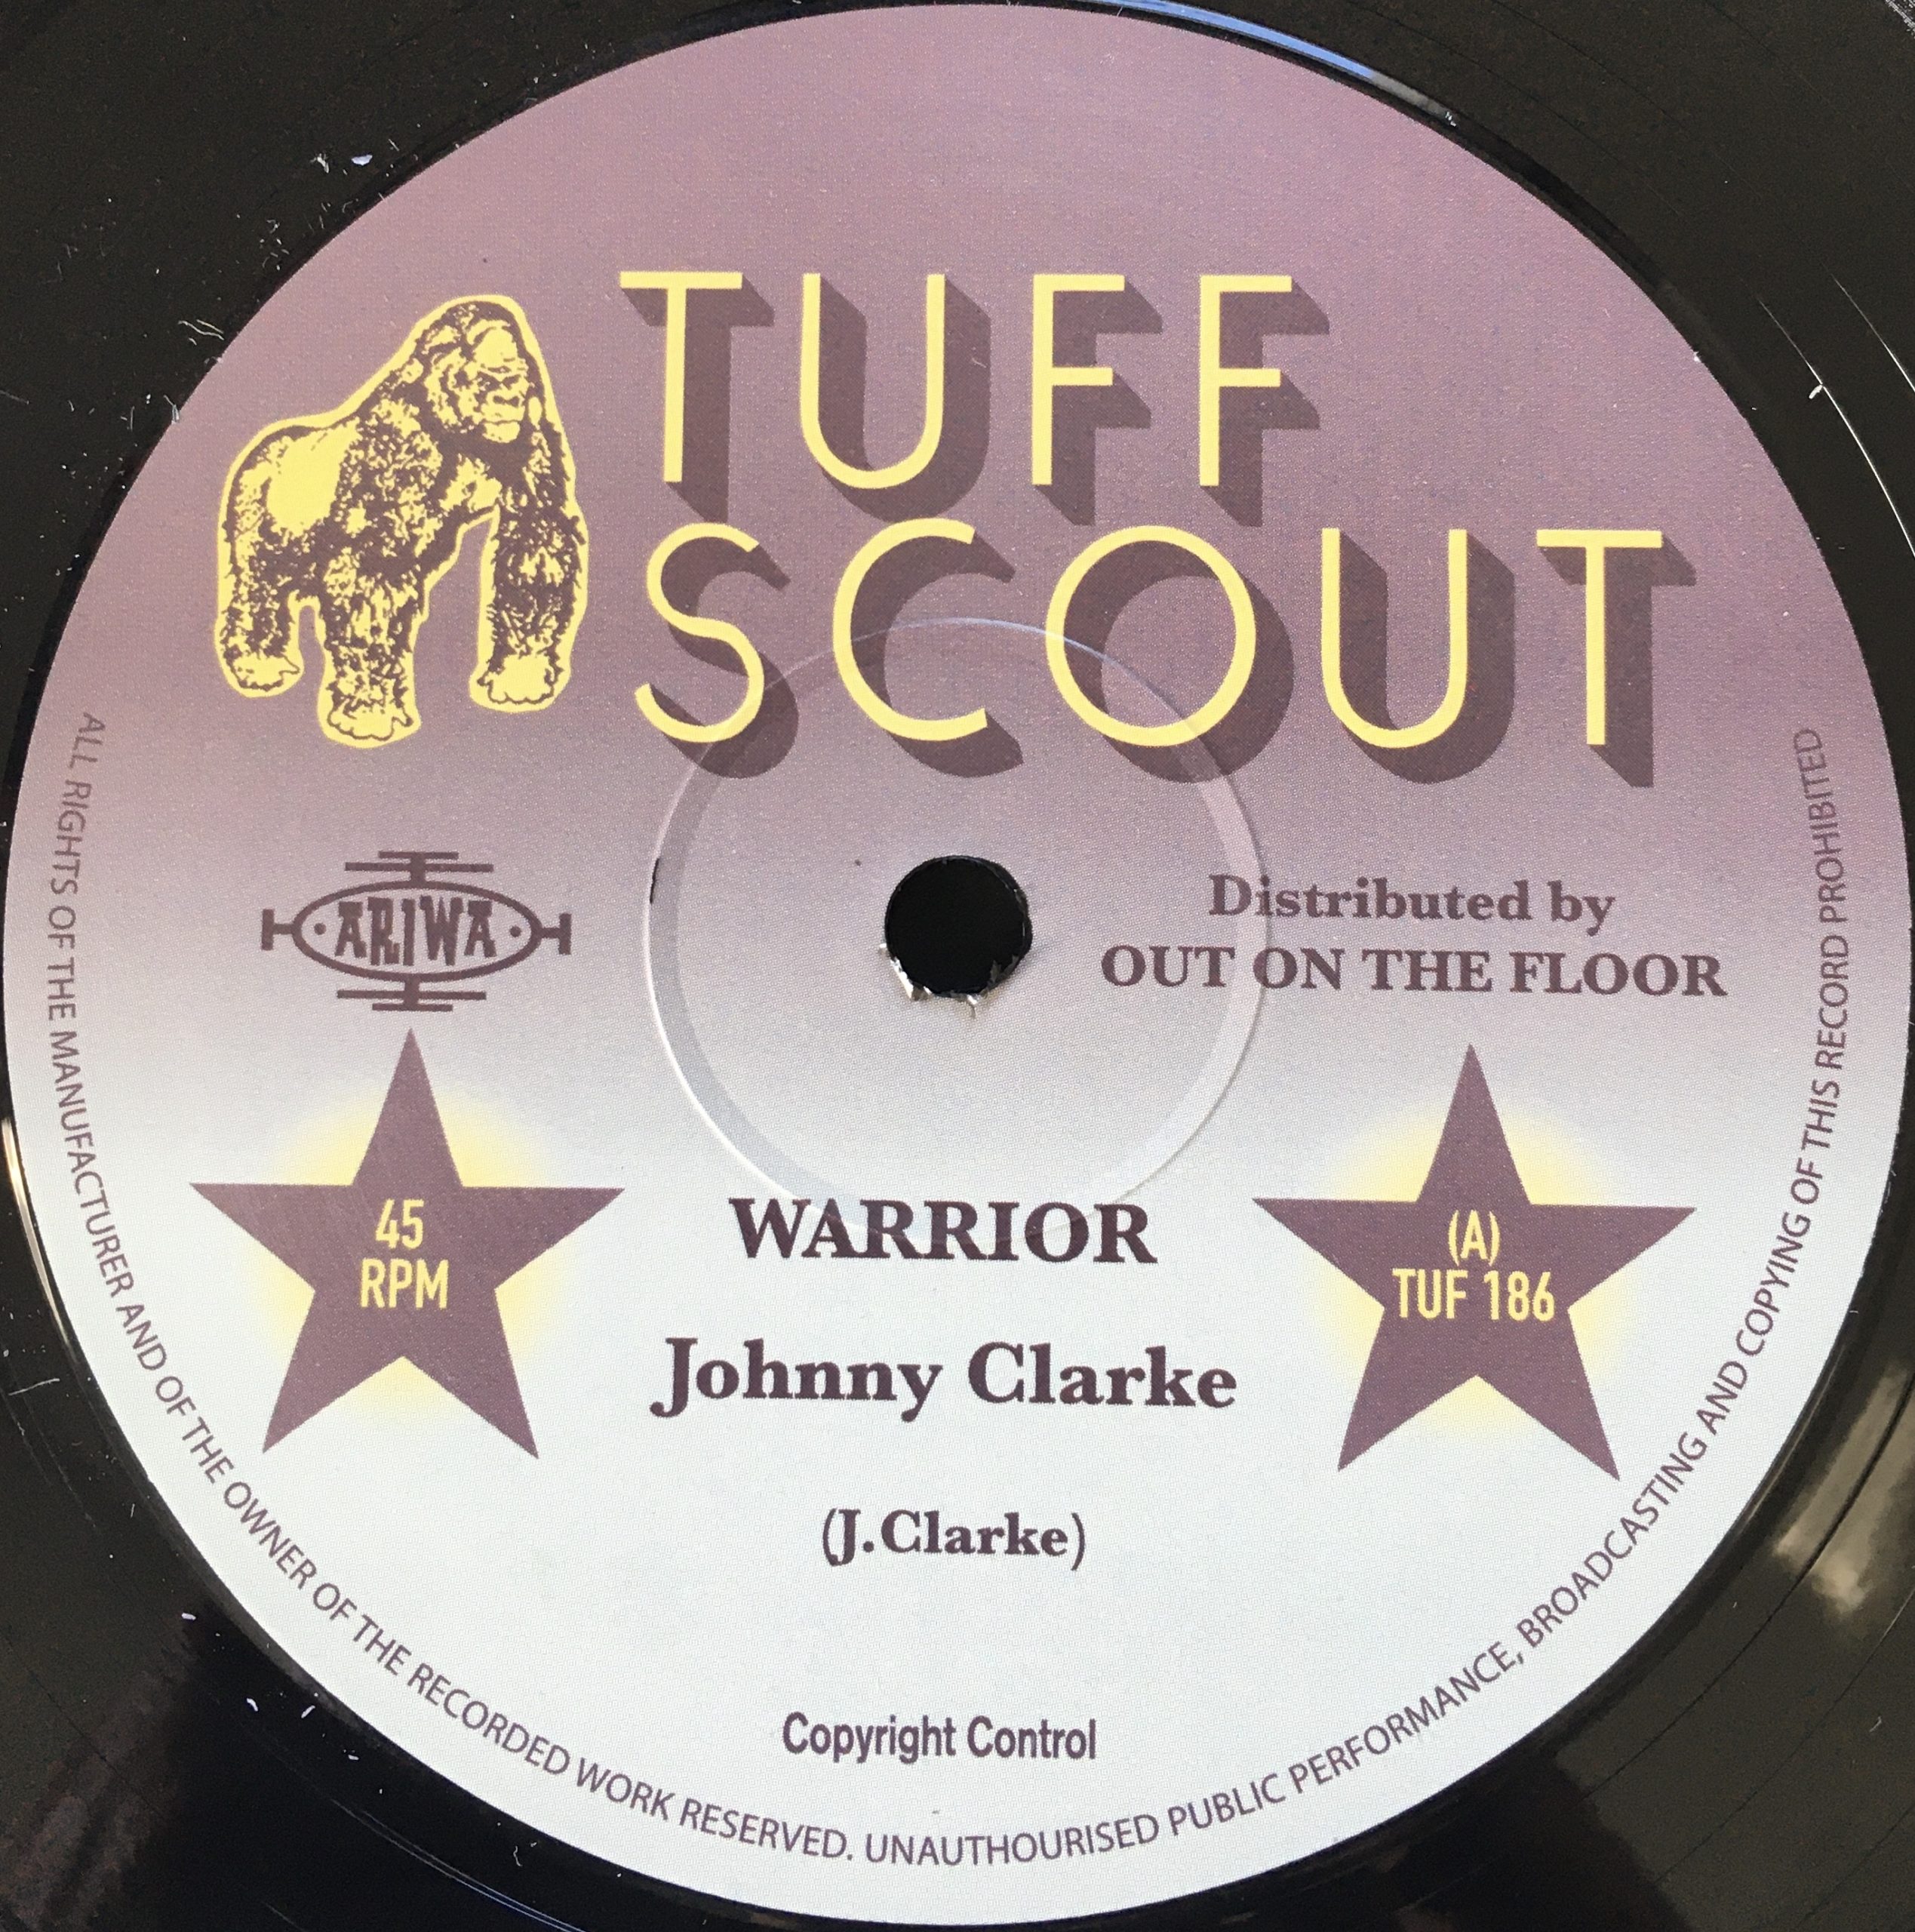 TUFF
SCOUT
ARIWA
Distributed by
OUT ON THE FLOOR
45
RPM
(A)
TUF 186
WARRIOR
Johnny Clarke
(J.Clarke)
Copyright Control
ALL RIGHTS OF THE MANUFACTURER AND OF THE OWNER OF THE RECORDED WORK RESERVED. UNAUTHOURISED PUBLIC PERFORMANCE, BROADCASTING AND COPYING OF THIS RECORD PROHIBITED